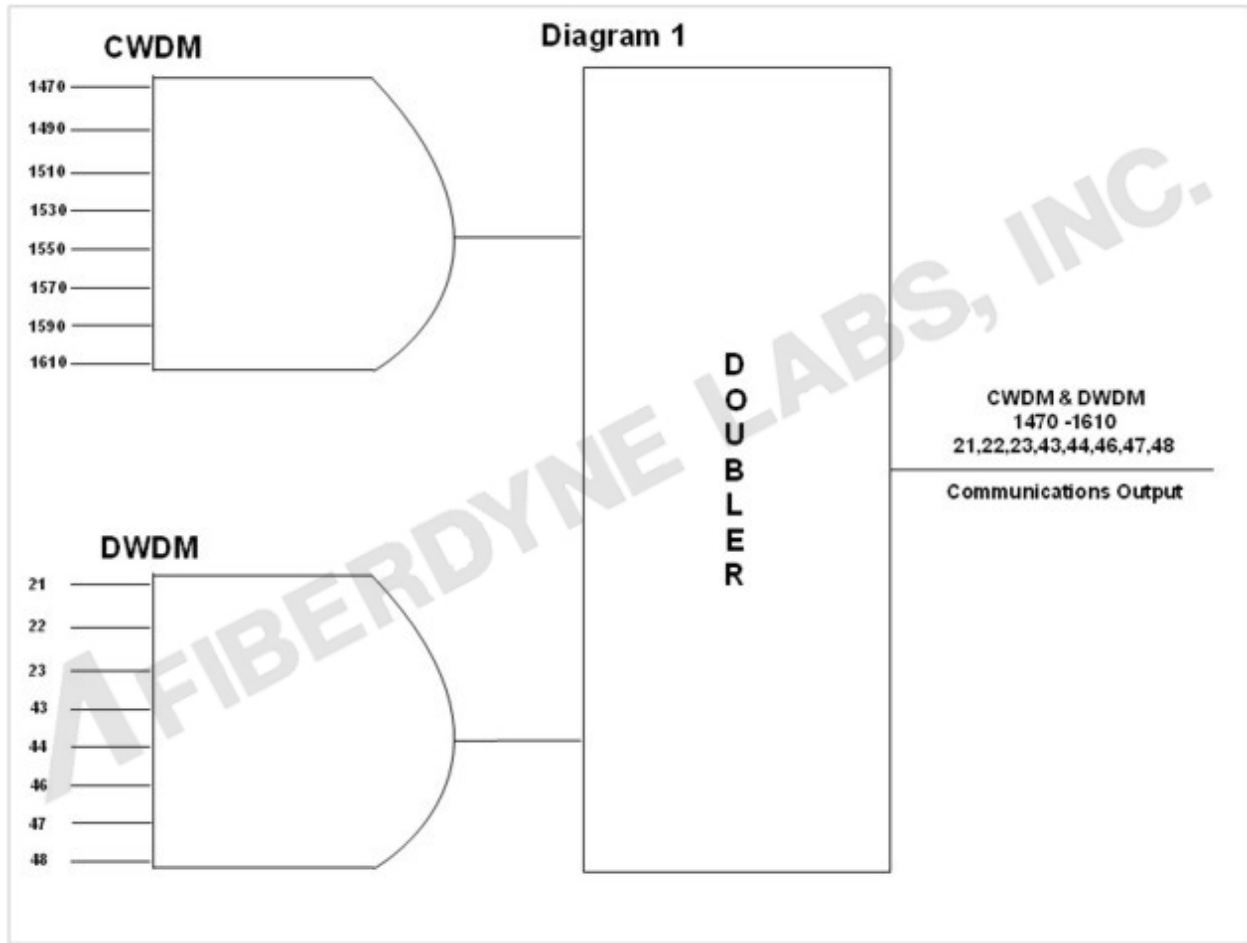 Diagram 1
CWDM
1470
1490
1510
1530
1550
1570
1590
1610
DWDM
21
22
23
43
44
46
47
48
D
O
U
B
L
E
R
CWDM & DWDM
1470 -1610
21,22,23,43,44,46,47,48
Communications Output
FIBERDYNE LABS, INC.